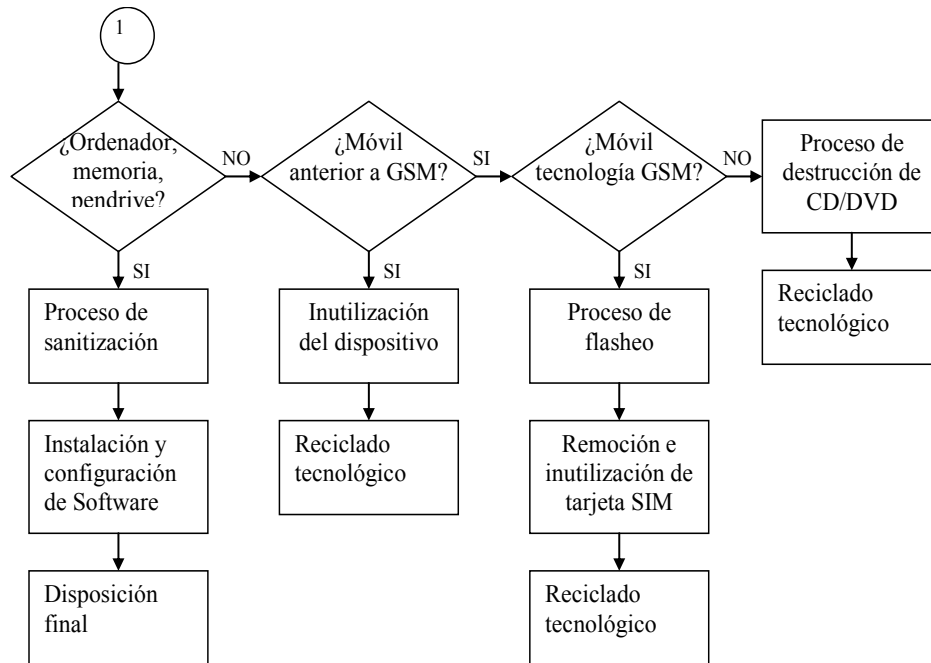 1
¿Ordenador,
memoria,
pendrive?
NO
¿Móvil
anterior a GSM?
SI
¿Móvil
tecnología GSM?
NO
Proceso de
destrucción de
CD/DVD
SI
SI
SI
Proceso de
sanitización
Inutilización
del dispositivo
Proceso de
flasheo
Reciclado
tecnológico
Instalación y
configuración
de Software
Reciclado
tecnológico
Remoción e
inutilización de
tarjeta SIM
Disposición
final
Reciclado
tecnológico